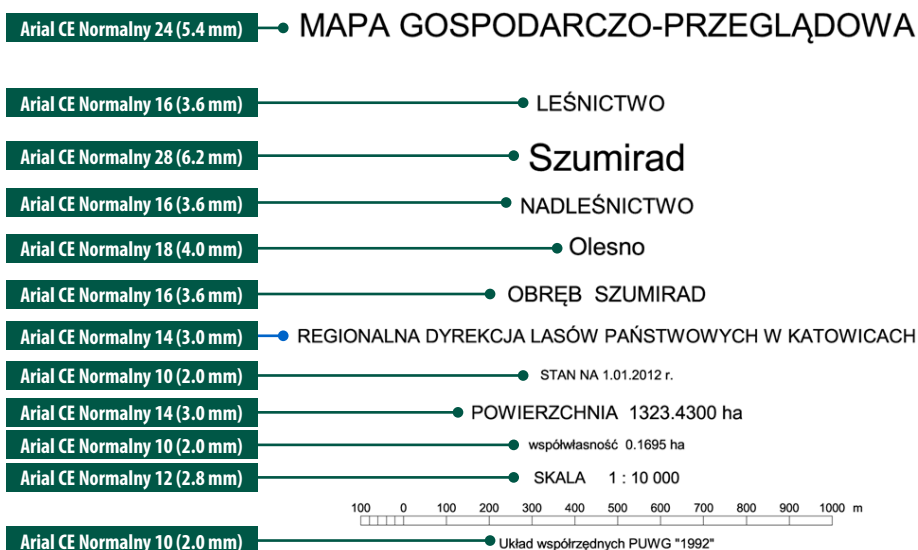 Arial CE Normalny 24 (5.4 mm) MAPA GOSPODARCZO-PRZEGLĄDOWA
Arial CE Normalny 16 (3.6 mm) LEŚNICTWO
Arial CE Normalny 28 (6.2 mm) Szumirad
Arial CE Normalny 16 (3.6 mm) NADLEŚNICTWO
Arial CE Normalny 18 (4.0 mm) Olesno
Arial CE Normalny 16 (3.6 mm) OBRĘB SZUMIRAD
Arial CE Normalny 14 (3.0 mm) REGIONALNA DYREKCJA LASÓW PAŃSTWOWYCH W KATOWICACH
Arial CE Normalny 10 (2.0 mm) STAN NA 1.01.2012 r.
Arial CE Normalny 14 (3.0 mm) POWIERZCHNIA 1323.4300 ha
Arial CE Normalny 10 (2.0 mm) współwłasność 0.1695 ha
Arial CE Normalny 12 (2.8 mm) SKALA 1 : 10 000
100 0 100 200 300 400 500 600 700 800 900 1000 m
Arial CE Normalny 10 (2.0 mm) Układ współrzędnych PUWG "1992"